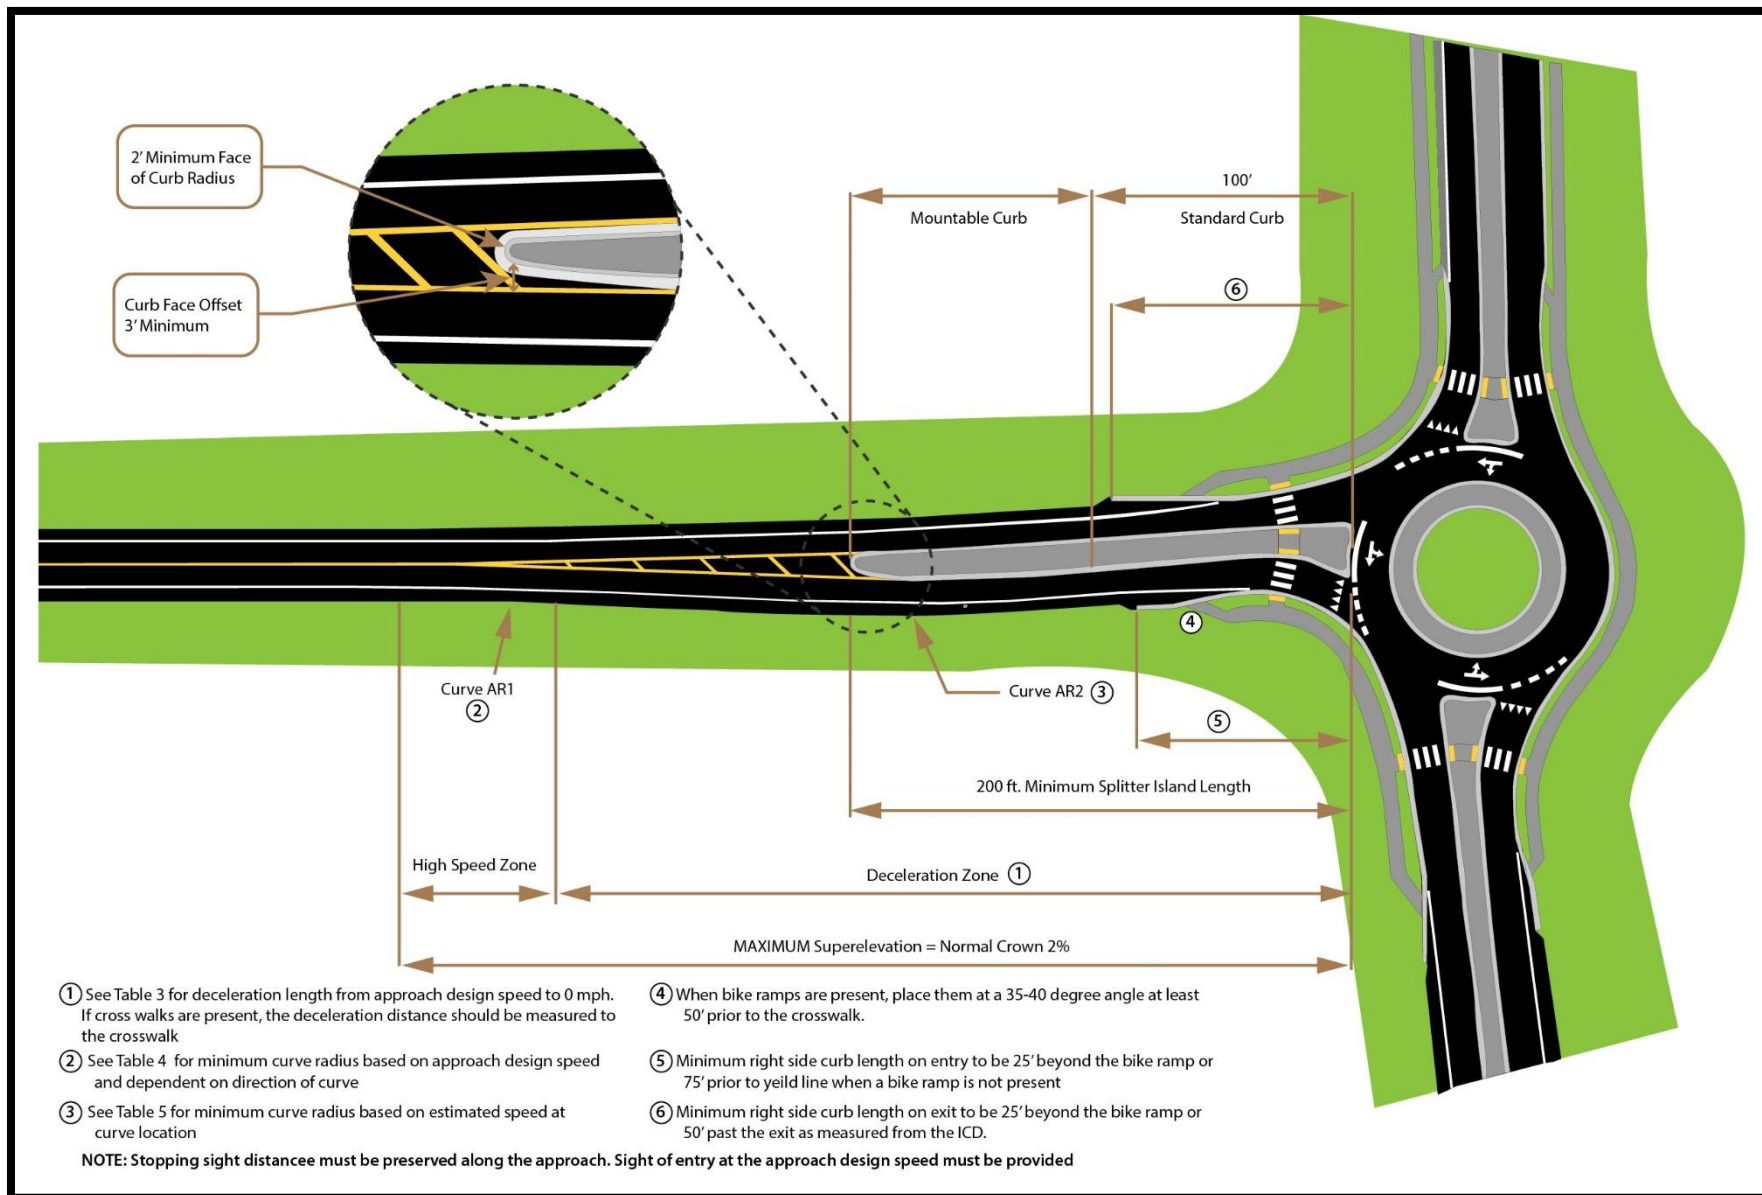 2' Minimum Face
of Curb Radius
Curb Face Offset
3' Minimum
100'
Mountable Curb
Standard Curb
⑥
④
Curve AR1
②
Curve AR2 ③
⑤
200 ft. Minimum Splitter Island Length
High Speed Zone
Deceleration Zone ①
MAXIMUM Superelevation = Normal Crown 2%
① See Table 3 for deceleration length from approach design speed to 0 mph.
If cross walks are present, the deceleration distance should be measured to
the crosswalk
② See Table 4 for minimum curve radius based on approach design speed
and dependent on direction of curve
③ See Table 5 for minimum curve radius based on estimated speed at
curve location
④ When bike ramps are present, place them at a 35-40 degree angle at least
50' prior to the crosswalk.
⑤ Minimum right side curb length on entry to be 25' beyond the bike ramp or
75' prior to yeild line when a bike ramp is not present
⑥ Minimum right side curb length on exit to be 25' beyond the bike ramp or
50' past the exit as measured from the ICD.
NOTE: Stopping sight distancee must be preserved along the approach. Sight of entry at the approach design speed must be provided